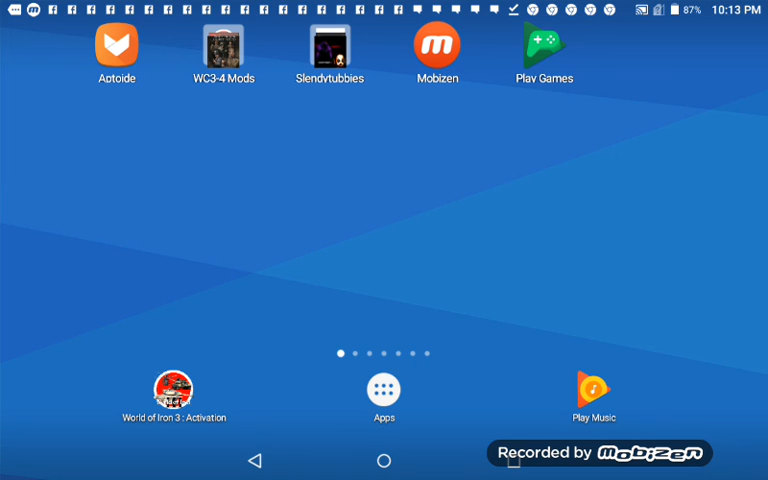 87% 10:13 PM
Aptoide WC3-4 Mods Slendytubbies Mobizen Play Games
World of Iron 3 : Activation Apps Play Music
Recorded by mobizen